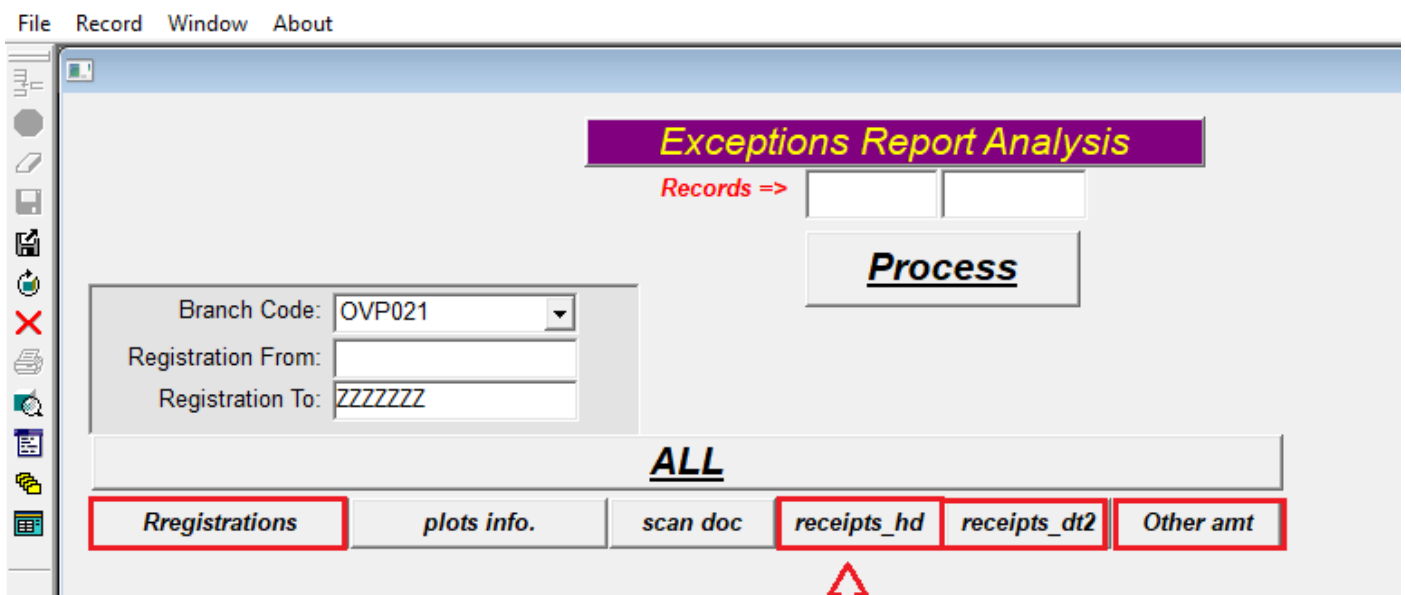 File Record Window About
Exceptions Report Analysis
Records =>
Process
Branch Code: OVP021
Registration From:
Registration To: ZZZZZZZ
ALL
Rregistrations plots info. scan doc receipts_hd receipts_dt2 Other amt